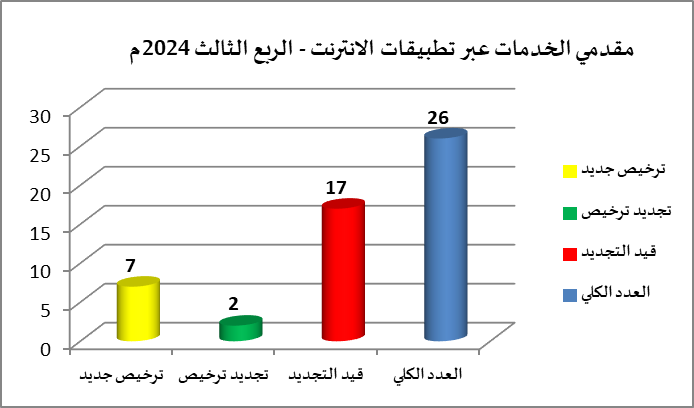 مقدمي الخدمات عبر تطبيقات الانترنت - الربع الثالث 2024م
30
25
20
15
10
5
0
7
2
17
26
ترخيص جديد
تجديد ترخيص
قيد التجديد
العدد الكلي
ترخيص جديد
تجديد ترخيص
قيد التجديد
العدد الكلي